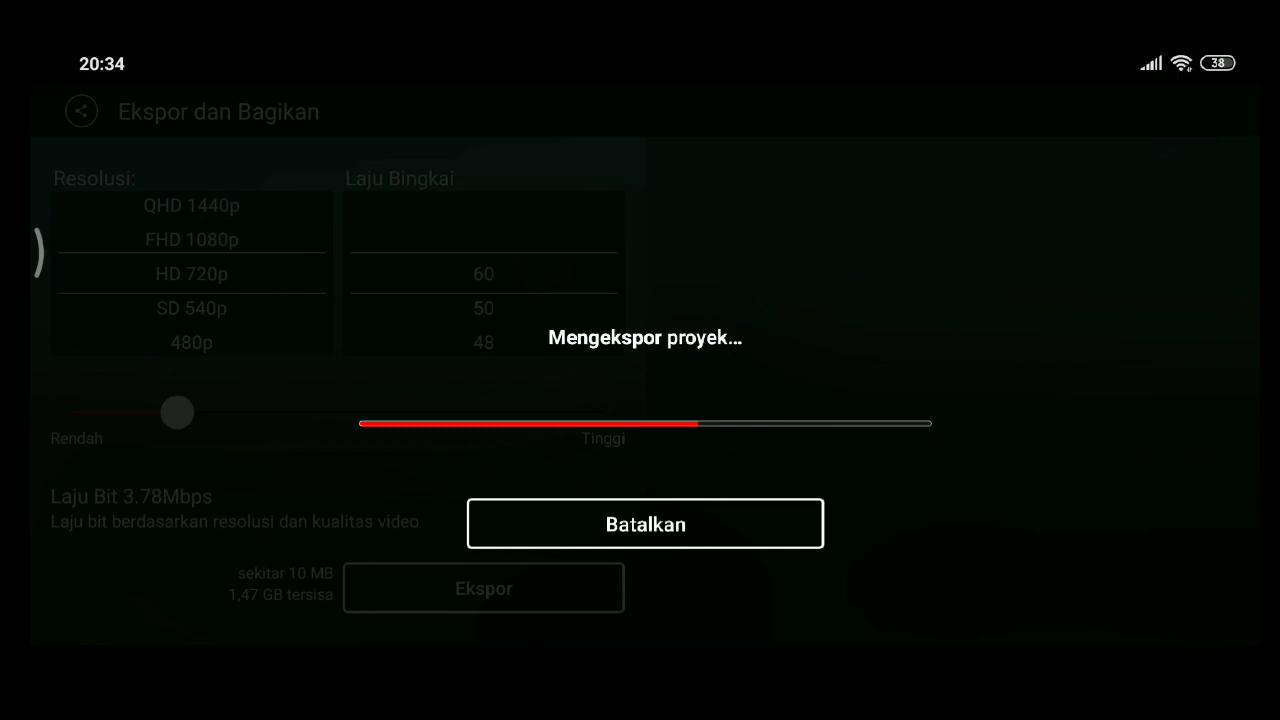 20:34
38
Ekspor dan Bagikan
Resolusi:
Laju Bingkai
QHD 1440p
FHD 1080p
HD 720p
60
SD 540p
50
480p
48
Mengekspor proyek...
Rendah
Tinggi
Laju Bit 3.78Mbps
Laju bit berdasarkan resolusi dan kualitas video
Batalkan
sekitar 10 MB
1,47 GB tersisa
Ekspor